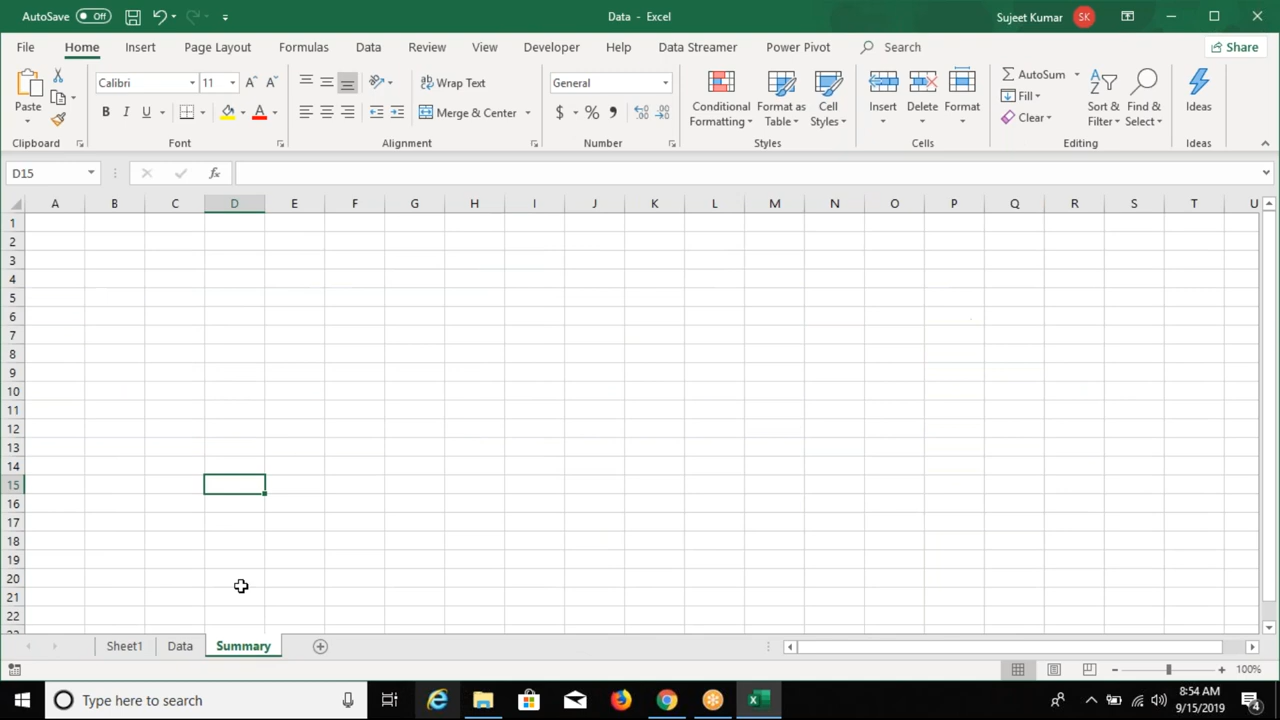 AutoSave Off Data - Excel Sujeet Kumar SK
File Home Insert Page Layout Formulas Data Review View Developer Help Data Streamer Power Pivot Search Share
Paste Calibri 11 Wrap Text General Conditional Formatting Format as Table Cell Styles Insert Delete Format AutoSum Fill Clear Sort & Filter Find & Select Ideas
B I U A Merge & Center $ %
Clipboard Font Alignment Number Styles Cells Editing Ideas
D15 fx
A B C D E F G H I J K L M N O P Q R S T U
1
2
3
4
5
6
7
8
9
10
11
12
13
14
15
16
17
18
19
20
21
22
Sheet1 Data Summary
100%
Type here to search 8:54 AM
9/15/2019 4